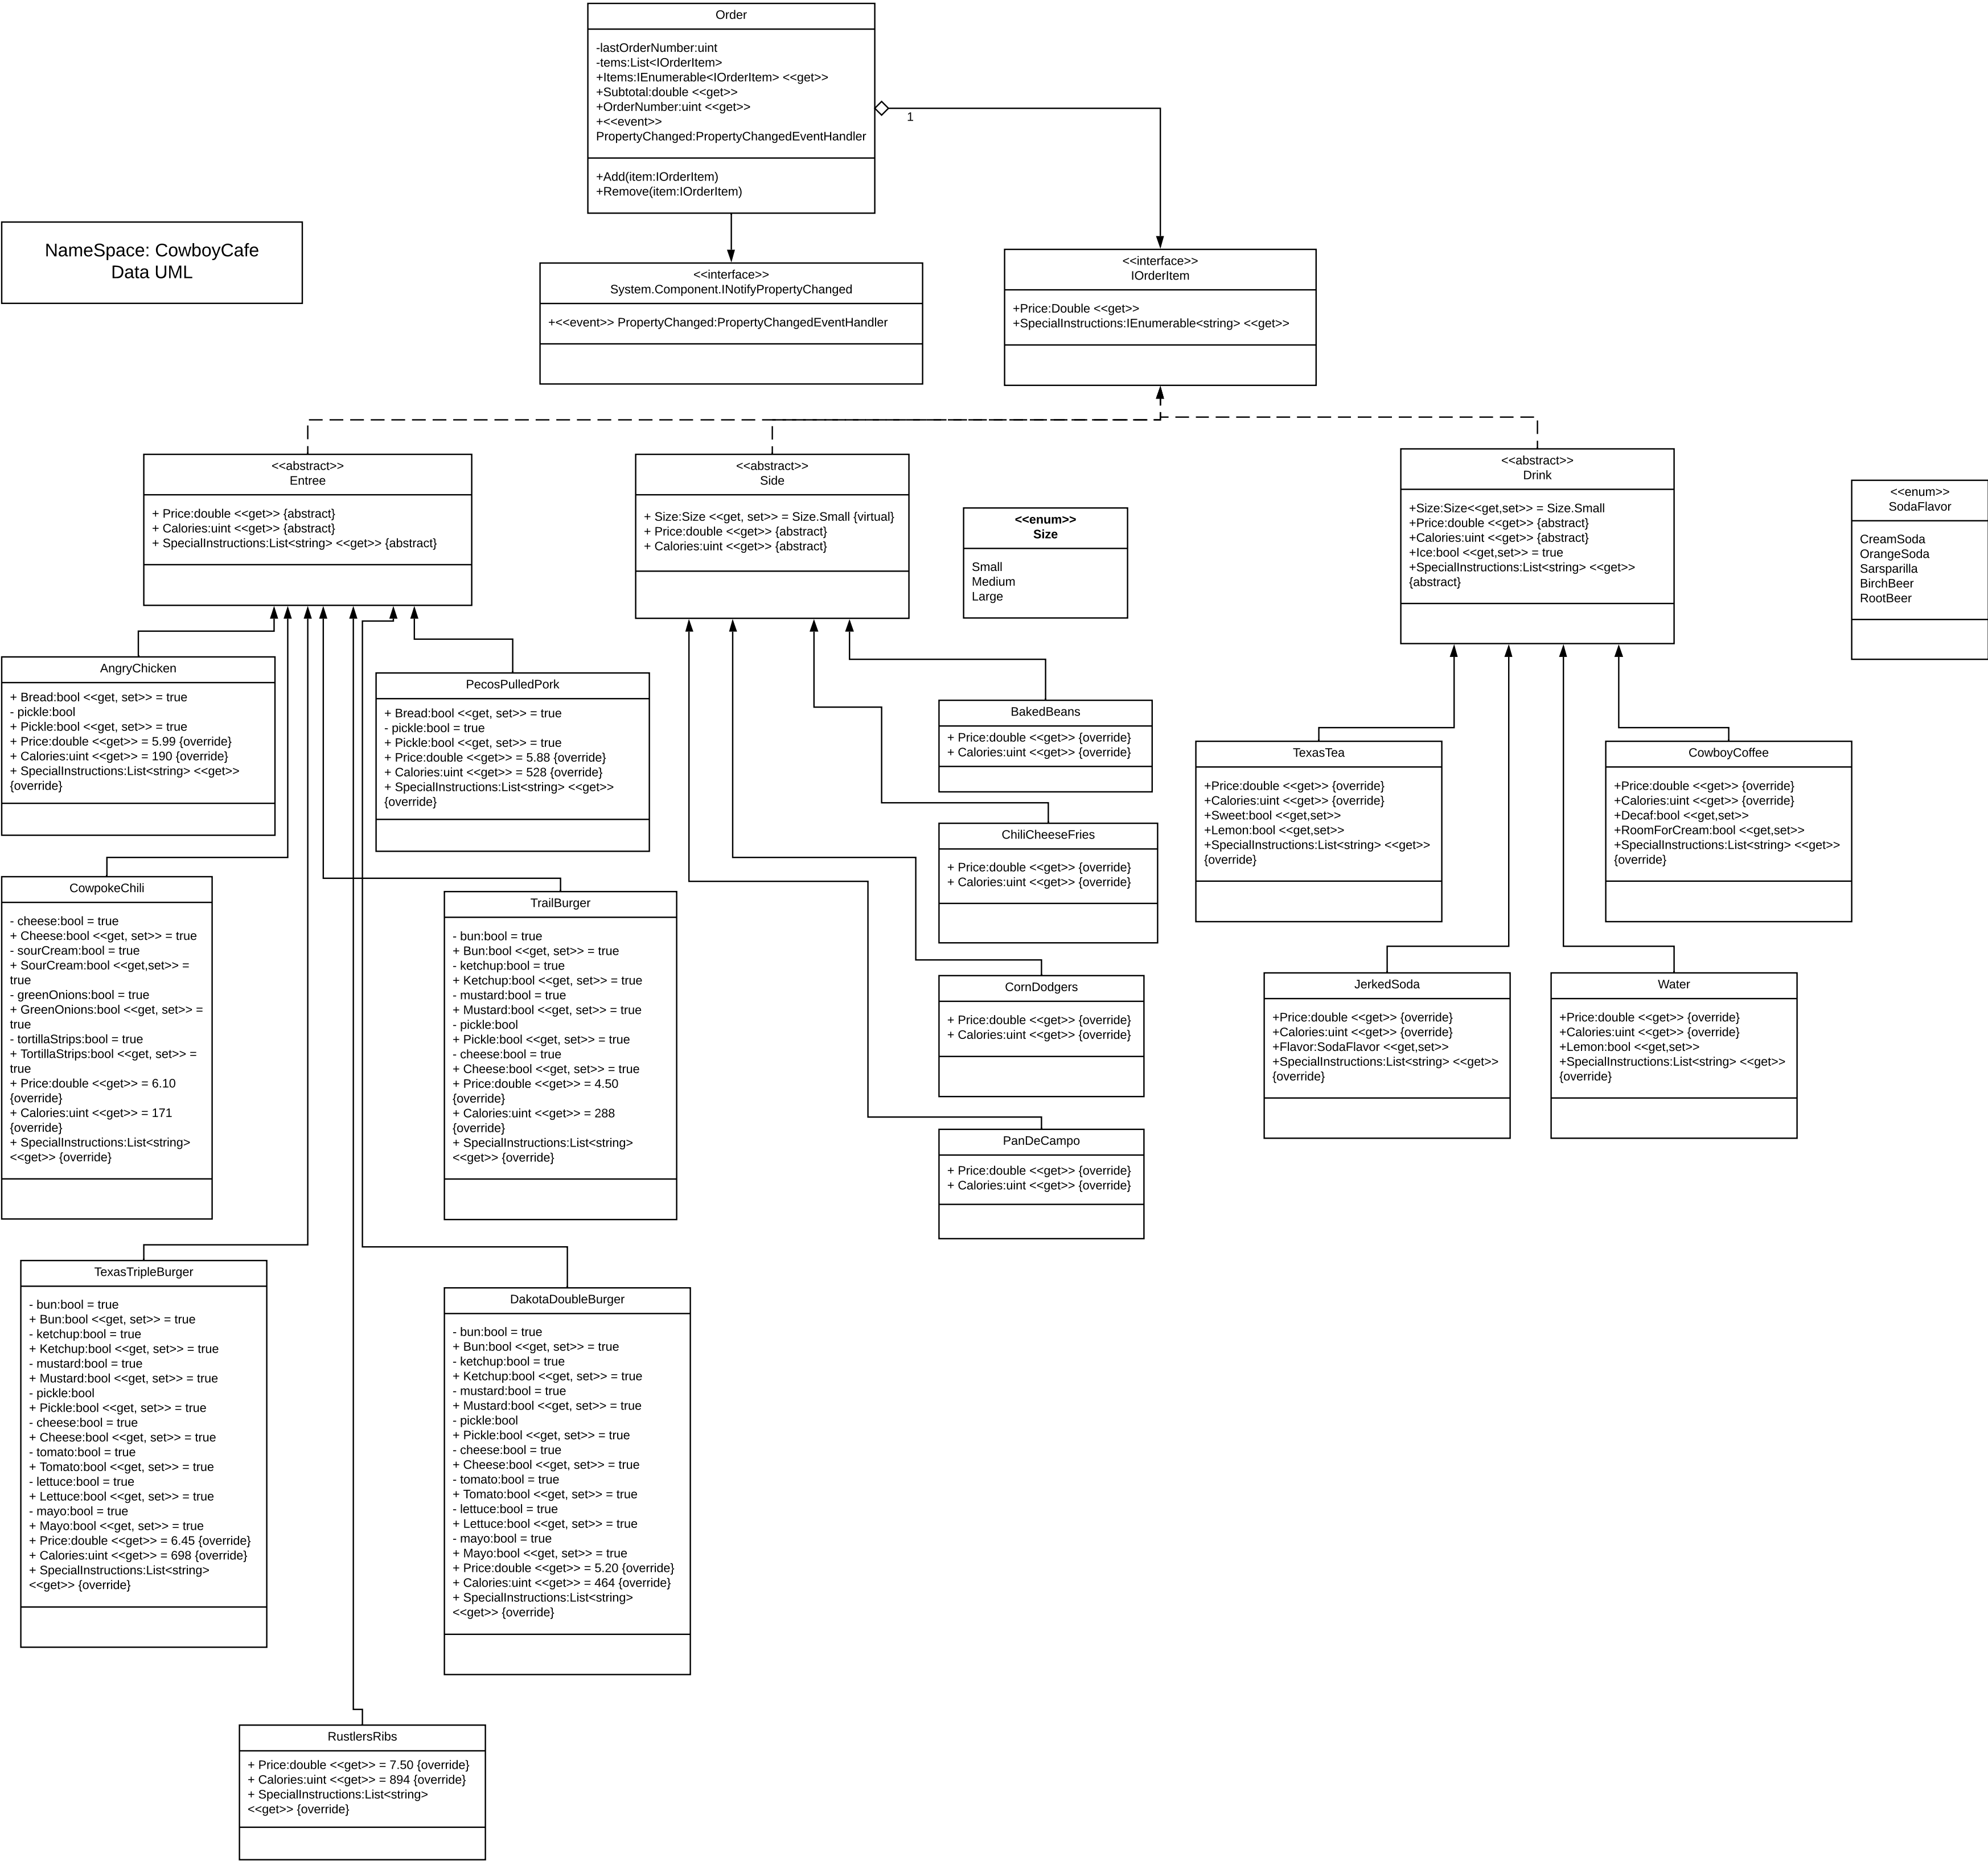 Order
-lastOrderNumber:uint
-tems:List<IOrderItem>
+Items:IEnumerable<IOrderItem> <<get>>
+Subtotal:double <<get>>
+OrderNumber:uint <<get>>
+<<event>>
PropertyChanged:PropertyChangedEventHandler
+Add(item:IOrderItem)
+Remove(item:IOrderItem)
1
NameSpace: CowboyCafe
Data UML
<<interface>>
System.Component.INotifyPropertyChanged
+<<event>> PropertyChanged:PropertyChangedEventHandler
<<interface>>
IOrderItem
+Price:Double <<get>>
+SpecialInstructions:IEnumerable<string> <<get>>
<<abstract>>
Entree
+ Price:double <<get>> {abstract}
+ Calories:uint <<get>> {abstract}
+ SpecialInstructions:List<string> <<get>> {abstract}
<<abstract>>
Side
+ Size:Size <<get, set>> = Size.Small {virtual}
+ Price:double <<get>> {abstract}
+ Calories:uint <<get>> {abstract}
<<enum>>
Size
Small
Medium
Large
<<abstract>>
Drink
+Size:Size<<get,set>> = Size.Small
+Price:double <<get>> {abstract}
+Calories:uint <<get>> {abstract}
+Ice:bool <<get,set>> = true
+SpecialInstructions:List<string> <<get>>
{abstract}
<<enum>>
SodaFlavor
CreamSoda
OrangeSoda
Sarsparilla
BirchBeer
RootBeer
AngryChicken
+ Bread:bool <<get, set>> = true
- pickle:bool
+ Pickle:bool <<get, set>> = true
+ Price:double <<get>> = 5.99 {override}
+ Calories:uint <<get>> = 190 {override}
+ SpecialInstructions:List<string> <<get>>
{override}
PecosPulledPork
+ Bread:bool <<get, set>> = true
- pickle:bool = true
+ Pickle:bool <<get, set>> = true
+ Price:double <<get>> = 5.88 {override}
+ Calories:uint <<get>> = 528 {override}
+ SpecialInstructions:List<string> <<get>>
{override}
BakedBeans
+ Price:double <<get>> {override}
+ Calories:uint <<get>> {override}
TexasTea
+Price:double <<get>> {override}
+Calories:uint <<get>> {override}
+Sweet:bool <<get,set>>
+Lemon:bool <<get,set>>
+SpecialInstructions:List<string> <<get>>
{override}
CowboyCoffee
+Price:double <<get>> {override}
+Calories:uint <<get>> {override}
+Decaf:bool <<get,set>>
+RoomForCream:bool <<get,set>>
+SpecialInstructions:List<string> <<get>>
{override}
ChiliCheeseFries
+ Price:double <<get>> {override}
+ Calories:uint <<get>> {override}
CowpokeChili
- cheese:bool = true
+ Cheese:bool <<get, set>> = true
- sourCream:bool = true
+ SourCream:bool <<get,set>> =
true
- greenOnions:bool = true
+ GreenOnions:bool <<get, set>> =
true
- tortillaStrips:bool = true
+ TortillaStrips:bool <<get, set>> =
true
+ Price:double <<get>> = 6.10
{override}
+ Calories:uint <<get>> = 171
{override}
+ SpecialInstructions:List<string>
<<get>> {override}
TrailBurger
- bun:bool = true
+ Bun:bool <<get, set>> = true
- ketchup:bool = true
+ Ketchup:bool <<get, set>> = true
- mustard:bool = true
+ Mustard:bool <<get, set>> = true
- pickle:bool
+ Pickle:bool <<get, set>> = true
- cheese:bool = true
+ Cheese:bool <<get, set>> = true
+ Price:double <<get>> = 4.50
{override}
+ Calories:uint <<get>> = 288
{override}
+ SpecialInstructions:List<string>
<<get>> {override}
CornDodgers
+ Price:double <<get>> {override}
+ Calories:uint <<get>> {override}
JerkedSoda
+Price:double <<get>> {override}
+Calories:uint <<get>> {override}
+Flavor:SodaFlavor <<get,set>>
+SpecialInstructions:List<string> <<get>>
{override}
Water
+Price:double <<get>> {override}
+Calories:uint <<get>> {override}
+Lemon:bool <<get,set>>
+SpecialInstructions:List<string> <<get>>
{override}
PanDeCampo
+ Price:double <<get>> {override}
+ Calories:uint <<get>> {override}
TexasTripleBurger
- bun:bool = true
+ Bun:bool <<get, set>> = true
- ketchup:bool = true
+ Ketchup:bool <<get, set>> = true
- mustard:bool = true
+ Mustard:bool <<get, set>> = true
- pickle:bool
+ Pickle:bool <<get, set>> = true
- cheese:bool = true
+ Cheese:bool <<get, set>> = true
- tomato:bool = true
+ Tomato:bool <<get, set>> = true
- lettuce:bool = true
+ Lettuce:bool <<get, set>> = true
- mayo:bool = true
+ Mayo:bool <<get, set>> = true
+ Price:double <<get>> = 6.45 {override}
+ Calories:uint <<get>> = 698 {override}
+ SpecialInstructions:List<string>
<<get>> {override}
DakotaDoubleBurger
- bun:bool = true
+ Bun:bool <<get, set>> = true
- ketchup:bool = true
+ Ketchup:bool <<get, set>> = true
- mustard:bool = true
+ Mustard:bool <<get, set>> = true
- pickle:bool
+ Pickle:bool <<get, set>> = true
- cheese:bool = true
+ Cheese:bool <<get, set>> = true
- tomato:bool = true
+ Tomato:bool <<get, set>> = true
- lettuce:bool = true
+ Lettuce:bool <<get, set>> = true
- mayo:bool = true
+ Mayo:bool <<get, set>> = true
+ Price:double <<get>> = 5.20 {override}
+ Calories:uint <<get>> = 464 {override}
+ SpecialInstructions:List<string>
<<get>> {override}
RustlersRibs
+ Price:double <<get>> = 7.50 {override}
+ Calories:uint <<get>> = 894 {override}
+ SpecialInstructions:List<string>
<<get>> {override}